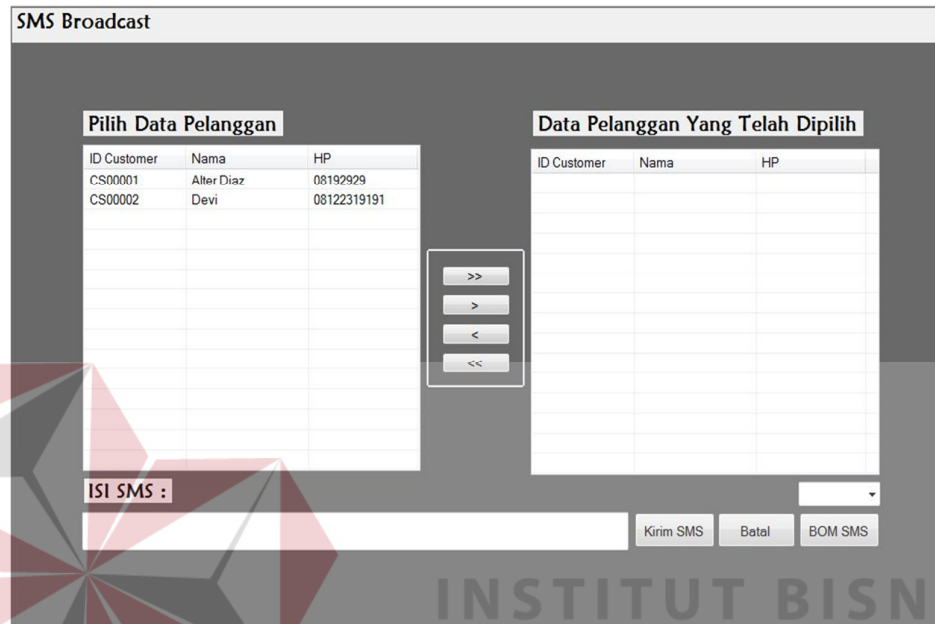 SMS Broadcast
Pilih Data Pelanggan
ID Customer Nama HP
CS00001 Alter Diaz 08192929
CS00002 Devi 08122319191
>>
>
<
<<
Data Pelanggan Yang Telah Dipilih
ID Customer Nama HP
ISI SMS :
Kirim SMS Batal BOM SMS
INSTITUT BISN